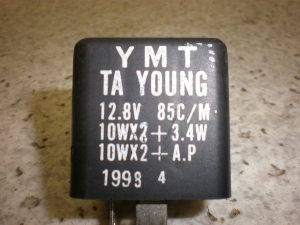 YMT
TA YOUNG
12.8V 85C/M
10WX2+3.4W
10WX2+A.P
1998 4